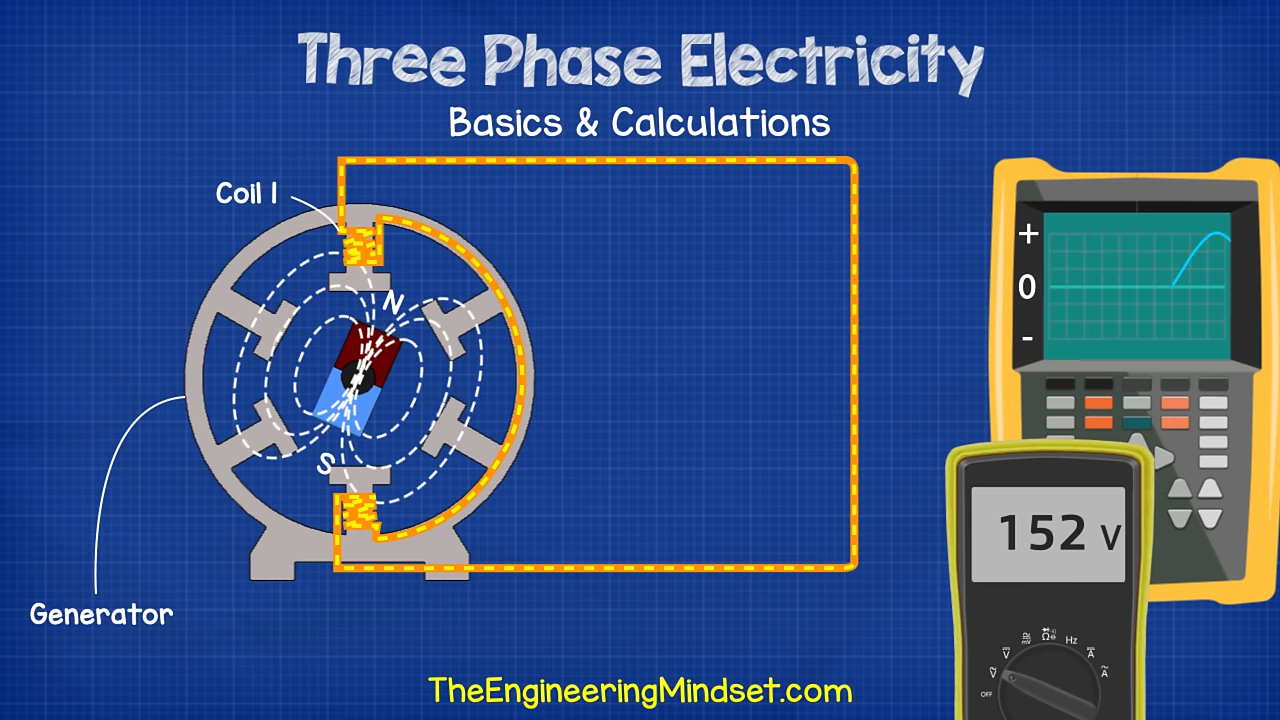 Three Phase Electricity
Basics & Calculations
Coil 1
N
S
Generator
+
0
-
152 V
Hz
V
Ω
A
V
A
OFF
TheEngineeringMindset.com